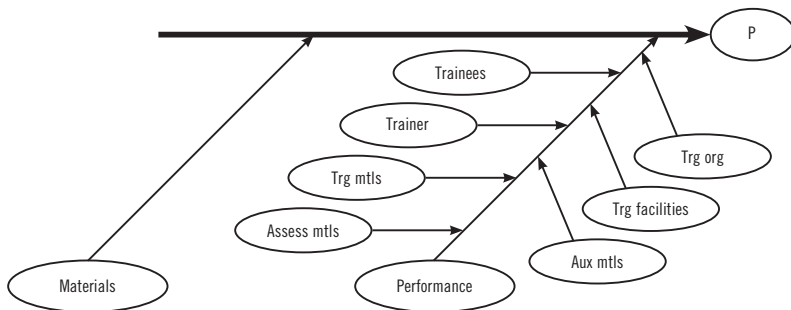 P
Trainees
Trainer
Trg org
Trg mtls
Trg facilities
Assess mtls
Aux mtls
Materials
Performance